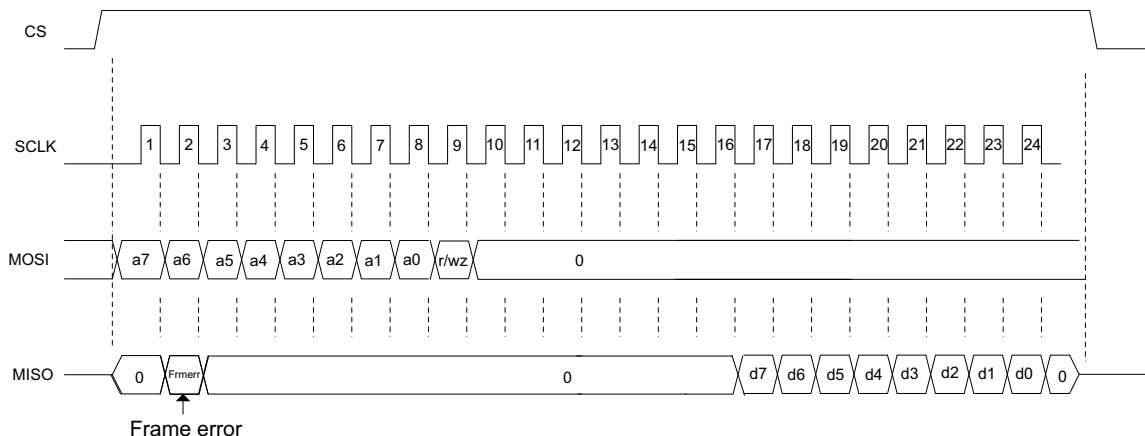 CS
SCLK 1 2 3 4 5 6 7 8 9 10 11 12 13 14 15 16 17 18 19 20 21 22 23 24
MOSI a7 a6 a5 a4 a3 a2 a1 a0 r/wz 0
MISO 0 Frmerr 0 d7 d6 d5 d4 d3 d2 d1 d0 0
Frame error